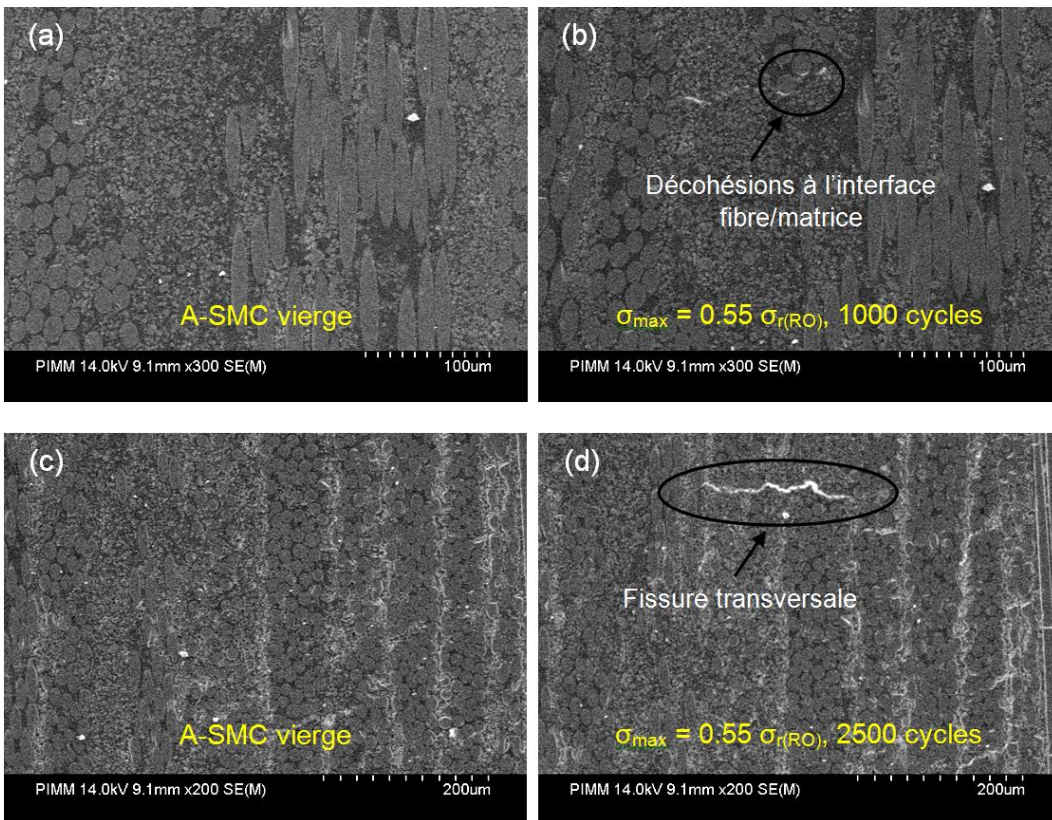 (a)
A-SMC vierge
PIMM 14.0kV 9.1mm x300 SE(M)
100um
(b)
Décohésions à l'interface
fibre/matrice
σmax = 0.55 σr(RO), 1000 cycles
PIMM 14.0kV 9.1mm x300 SE(M)
100um
(c)
A-SMC vierge
PIMM 14.0kV 9.1mm x200 SE(M)
200um
(d)
Fissure transversale
σmax = 0.55 σr(RO), 2500 cycles
PIMM 14.0kV 9.1mm x200 SE(M)
200um